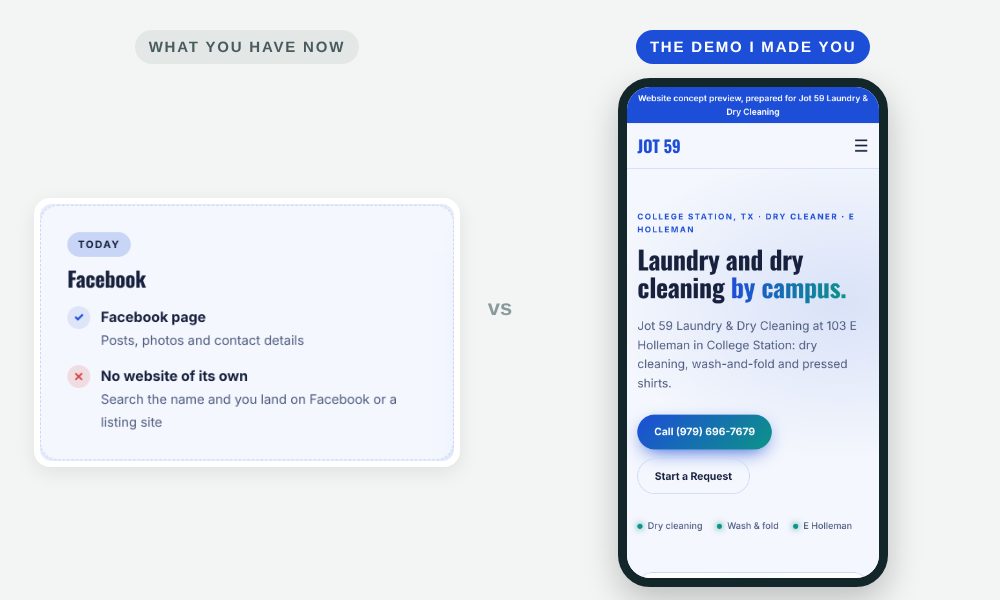 WHAT YOU HAVE NOW
TODAY
Facebook
Facebook page
Posts, photos and contact details
No website of its own
Search the name and you land on Facebook or a
listing site
vs
THE DEMO I MADE YOU
Website concept preview, prepared for Jot 59 Laundry &
Dry Cleaning
JOT 59
COLLEGE STATION, TX · DRY CLEANER · E
HOLLEMAN
Laundry and dry
cleaning by campus.
Jot 59 Laundry & Dry Cleaning at 103 E
Holleman in College Station: dry
cleaning, wash-and-fold and pressed
shirts.
Call (979) 696-7679
Start a Request
Dry cleaning Wash & fold E Holleman